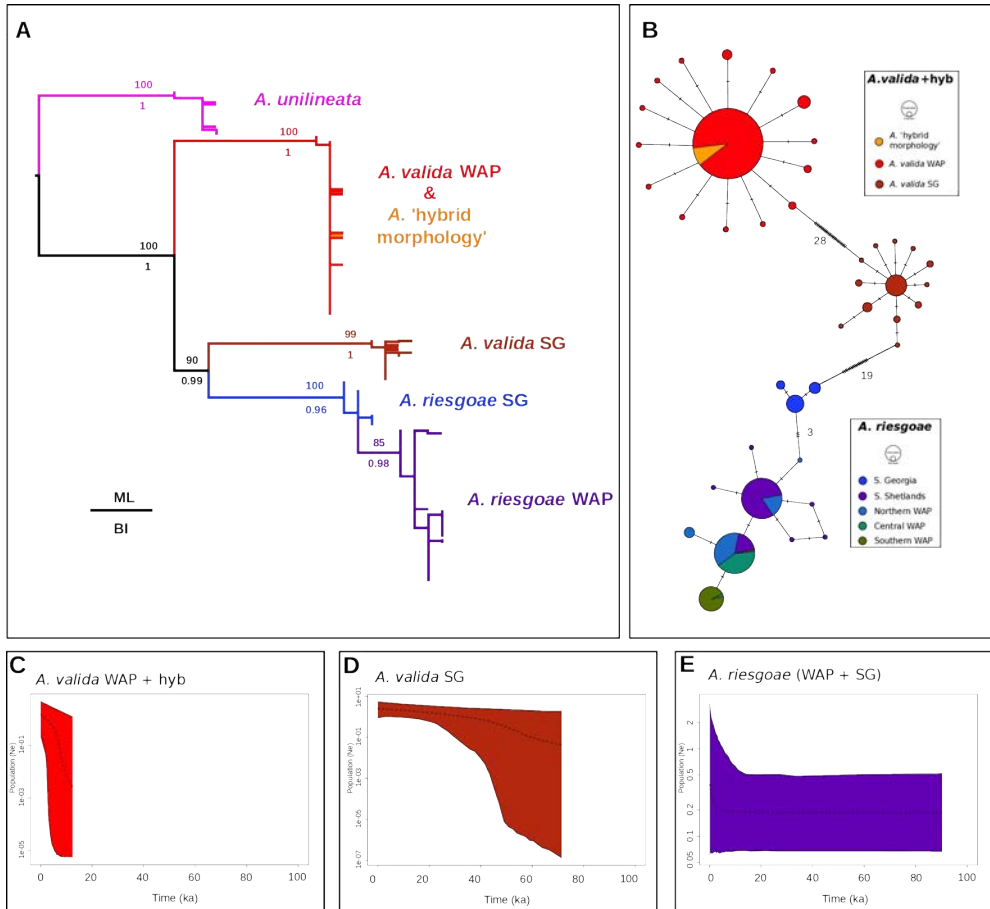 A
100
1
A. unilineata
100
1
A. valida WAP
&
A. 'hybrid
morphology'
100
1
99
1
A. valida SG
90
0.99
100
0.96
A. riesgoae SG
85
0.98
A. riesgoae WAP
ML
BI
B
A.valida+hyb
A. 'hybrid
morphology'
A. valida WAP
A. valida SG
28
19
3
A. riesgoae
S. Georgia
S. Shetlands
Northern WAP
Central WAP
Southern WAP
C
A. valida WAP + hyb
Population (Ne)
1e-01
1e-03
1e-05
0 20 40 60 80 100
Time (ka)
D
A. valida SG
Population (Ne)
1e+01
1e-01
1e-03
1e-05
1e-07
0 20 40 60 80 100
Time (ka)
E
A. riesgoae (WAP + SG)
Population (Ne)
2
0.5
0.2
0.1
0.05
0 20 40 60 80 100
Time (ka)